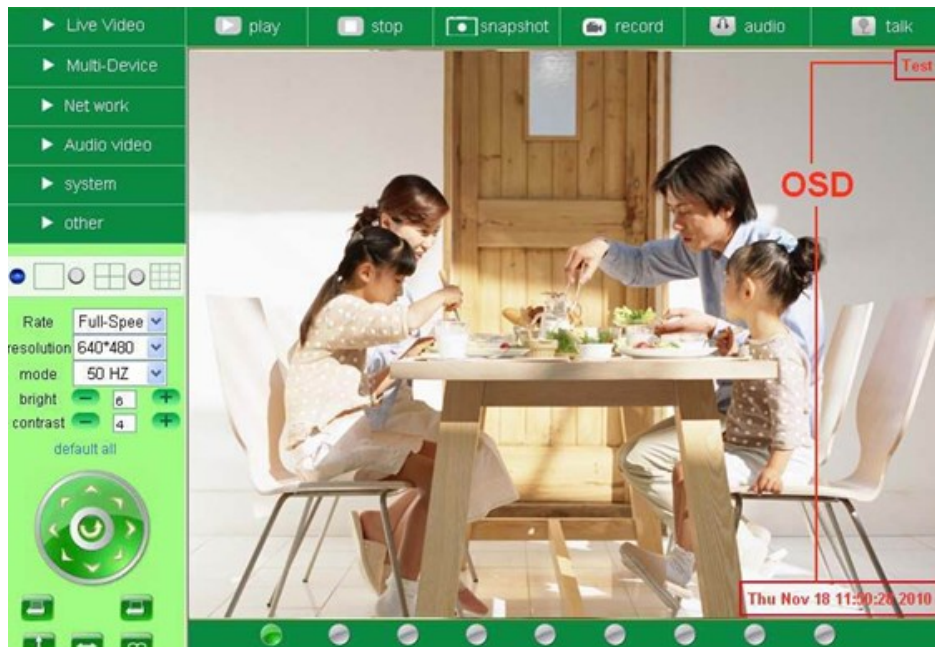 Live Video
play
stop
snapshot
record
audio
talk
Multi-Device
Net work
Audio video
system
other
Test
OSD
Rate Full-Spee
resolution 640*480
mode 50 HZ
bright 6
contrast 4
default all
Thu Nov 18 11:50:28 2010